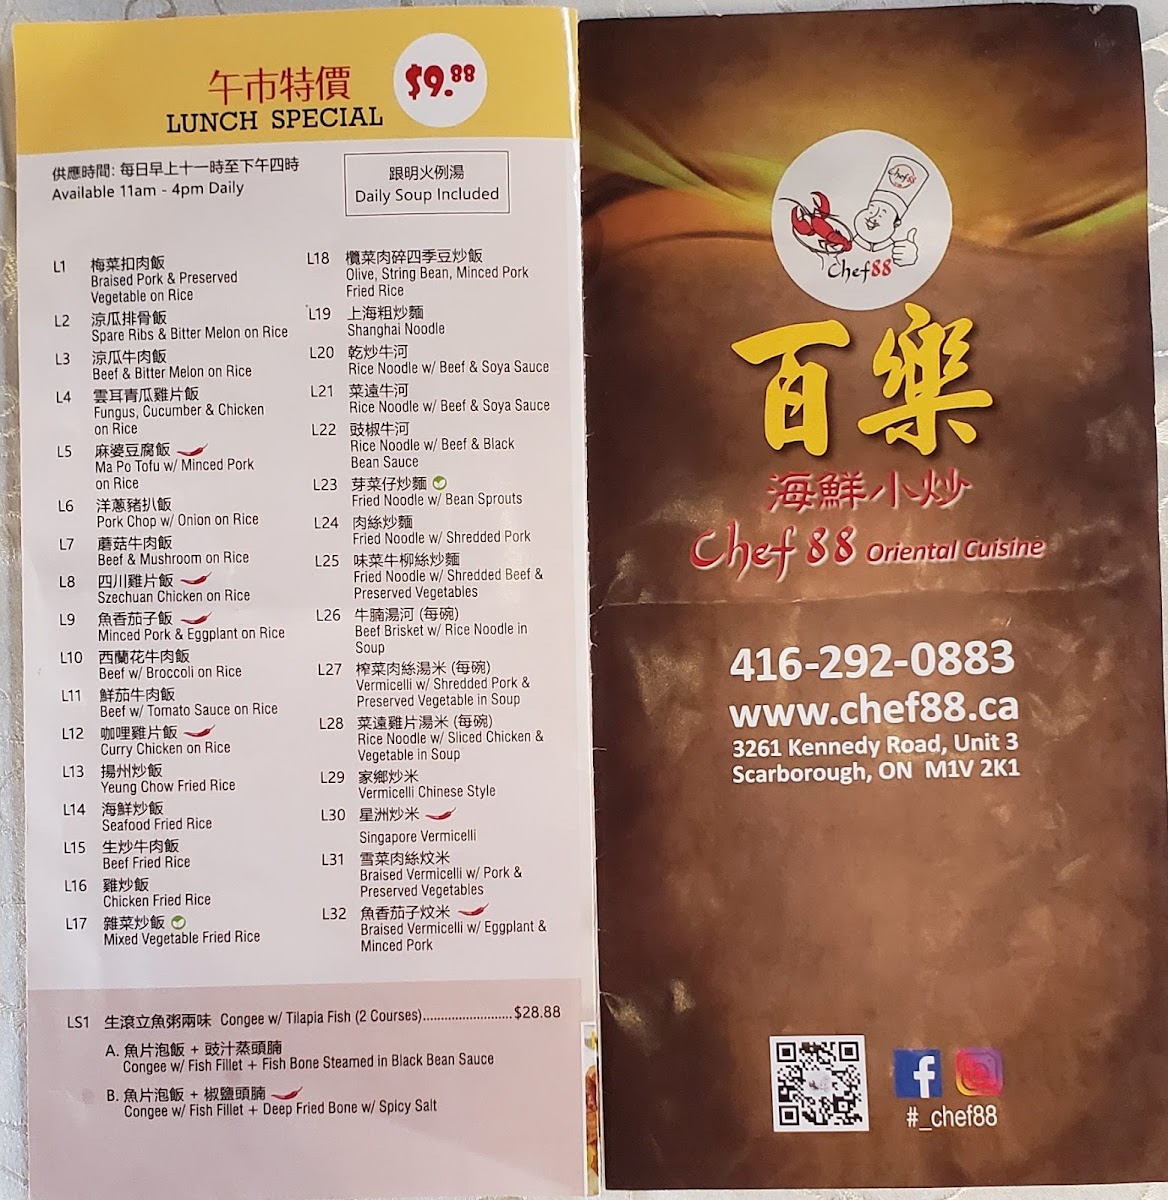 午市特價
LUNCH SPECIAL
$9.88
供應時間: 每日早上十一時至下午四時
Available 11am - 4pm Daily
跟明火例湯
Daily Soup Included
L1 梅菜扣肉飯
Braised Pork & Preserved
Vegetable on Rice
L2 涼瓜排骨飯
Spare Ribs & Bitter Melon on Rice
L3 涼瓜牛肉飯
Beef & Bitter Melon on Rice
L4 雲耳青瓜雞片飯
Fungus, Cucumber & Chicken
on Rice
L5 麻婆豆腐飯
Ma Po Tofu w/ Minced Pork
on Rice
L6 洋蔥豬扒飯
Pork Chop w/ Onion on Rice
L7 蘑菇牛肉飯
Beef & Mushroom on Rice
L8 四川雞片飯
Szechuan Chicken on Rice
L9 魚香茄子飯
Minced Pork & Eggplant on Rice
L10 西蘭花牛肉飯
Beef w/ Broccoli on Rice
L11 鮮茄牛肉飯
Beef w/ Tomato Sauce on Rice
L12 咖哩雞片飯
Curry Chicken on Rice
L13 揚州炒飯
Yeung Chow Fried Rice
L14 海鮮炒飯
Seafood Fried Rice
L15 生炒牛肉飯
Beef Fried Rice
L16 雞炒飯
Chicken Fried Rice
L17 雜菜炒飯
Mixed Vegetable Fried Rice
L18 欖菜肉碎四季豆炒飯
Olive, String Bean, Minced Pork
Fried Rice
L19 上海粗炒麵
Shanghai Noodle
L20 乾炒牛河
Rice Noodle w/ Beef & Soya Sauce
L21 菜遠牛河
Rice Noodle w/ Beef & Soya Sauce
L22 豉椒牛河
Rice Noodle w/ Beef & Black
Bean Sauce
L23 芽菜仔炒麵
Fried Noodle w/ Bean Sprouts
L24 肉絲炒麵
Fried Noodle w/ Shredded Pork
L25 味菜牛柳絲炒麵
Fried Noodle w/ Shredded Beef &
Preserved Vegetables
L26 牛腩湯河 (每碗)
Beef Brisket w/ Rice Noodle in
Soup
L27 榨菜肉絲湯米 (每碗)
Vermicelli w/ Shredded Pork &
Preserved Vegetable in Soup
L28 菜遠雞片湯米 (每碗)
Rice Noodle w/ Sliced Chicken &
Vegetable in Soup
L29 家鄉炒米
Vermicelli Chinese Style
L30 星洲炒米
Singapore Vermicelli
L31 雪菜肉絲炆米
Braised Vermicelli w/ Pork &
Preserved Vegetables
L32 魚香茄子炆米
Braised Vermicelli w/ Eggplant &
Minced Pork
LS1 生滾立魚粥兩味 Congee w/ Tilapia Fish (2 Courses).........................$28.88
A. 魚片泡飯 + 豉汁蒸頭腩
Congee w/ Fish Fillet + Fish Bone Steamed in Black Bean Sauce
B. 魚片泡飯 + 椒鹽頭腩
Congee w/ Fish Fillet + Deep Fried Bone w/ Spicy Salt
Chef 88
Chef 88
百樂
海鮮小炒
Chef 88 Oriental Cuisine
416-292-0883
www.chef88.ca
3261 Kennedy Road, Unit 3
Scarborough, ON M1V 2K1
#_chef88